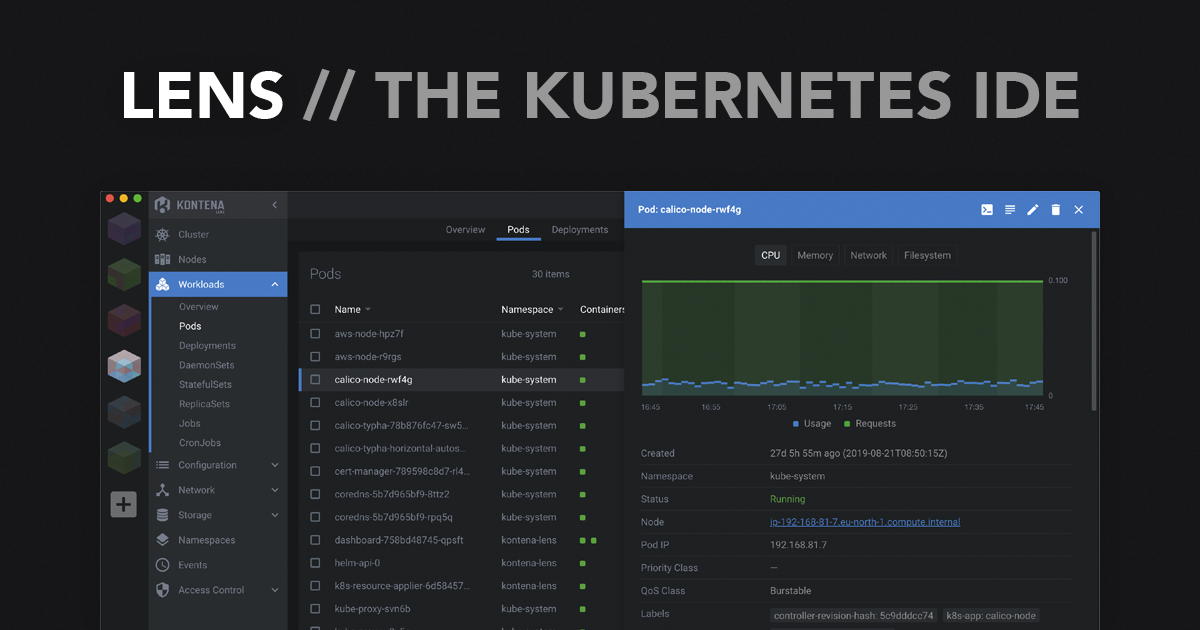 LENS // THE KUBERNETES IDE
KONTENA
Cluster
Nodes
Workloads
Overview
Pods
Deployments
DaemonSets
StatefulSets
ReplicaSets
Jobs
CronJobs
Configuration
Network
Storage
Namespaces
Events
Access Control
Overview Pods Deployments
Pods 30 items
Name Namespace Containers
aws-node-hpz7f kube-system
aws-node-r9rgs kube-system
calico-node-rwf4g kube-system
calico-node-x8slr kube-system
calico-typha-78b876fc47-sw5... kube-system
calico-typha-horizontal-autos... kube-system
cert-manager-789598c8d7-rl4... kube-system
coredns-5b7d965bf9-8ttz2 kube-system
coredns-5b7d965bf9-rpq5q kube-system
dashboard-758bd48745-qpsft kontena-lens
helm-api-0 kontena-lens
k8s-resource-applier-6d58457... kontena-lens
kube-proxy-svn6b kube-system
Pod: calico-node-rwf4g
CPU Memory Network Filesystem
0.100
0
16:45 16:55 17:05 17:15 17:25 17:35 17:45
Usage Requests
Created 27d 5h 55m ago (2019-08-21T08:50:15Z)
Namespace kube-system
Status Running
Node ip-192-168-81-7.eu-north-1.compute.internal
Pod IP 192.168.81.7
Priority Class —
QoS Class Burstable
Labels controller-revision-hash: 5c9dddcc74 k8s-app: calico-node